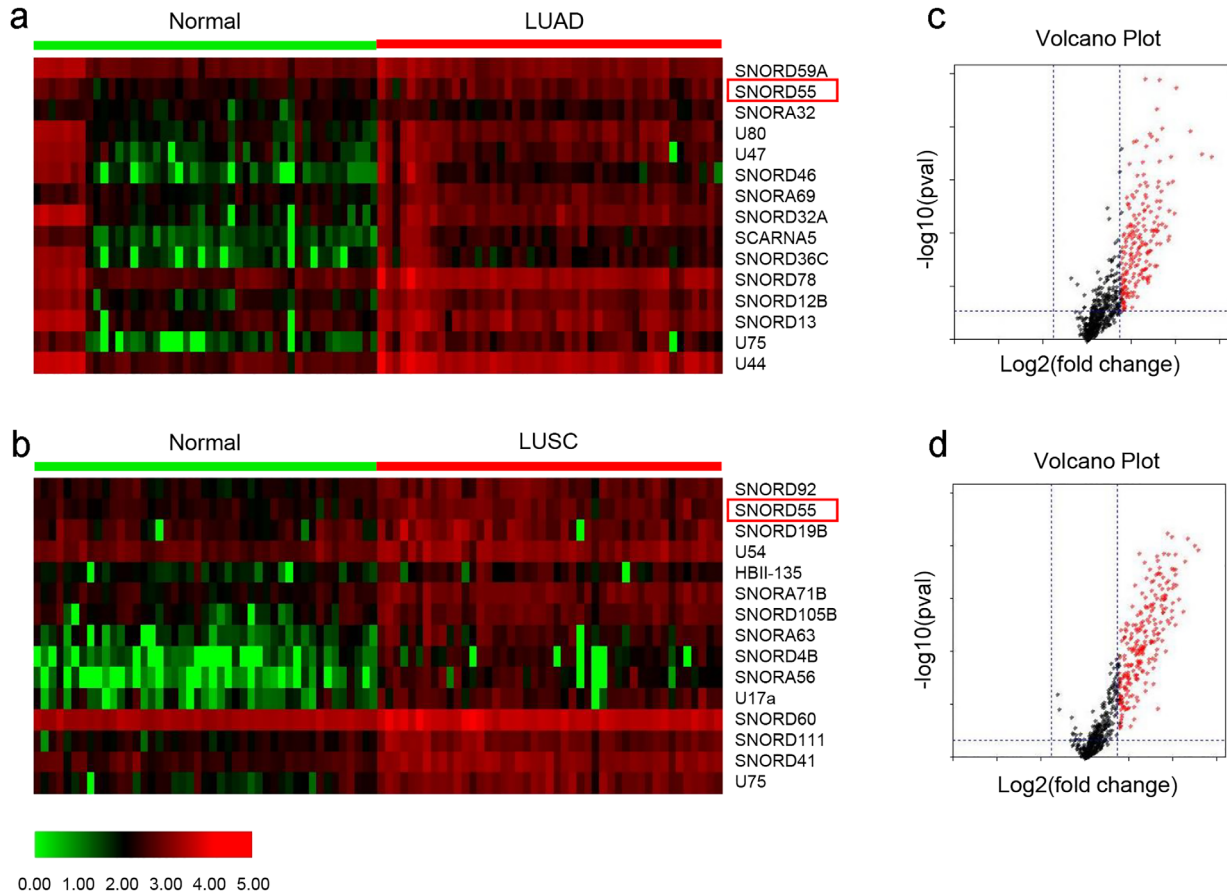 a
Normal
LUAD
SNORD59A
SNORD55
SNORA32
U80
U47
SNORD46
SNORA69
SNORD32A
SCARNA5
SNORD36C
SNORD78
SNORD12B
SNORD13
U75
U44
c
Volcano Plot
-log10(pval)
Log2(fold change)
b
Normal
LUSC
SNORD92
SNORD55
SNORD19B
U54
HBII-135
SNORA71B
SNORD105B
SNORA63
SNORD4B
SNORA56
U17a
SNORD60
SNORD111
SNORD41
U75
d
Volcano Plot
-log10(pval)
Log2(fold change)
0.00 1.00 2.00 3.00 4.00 5.00